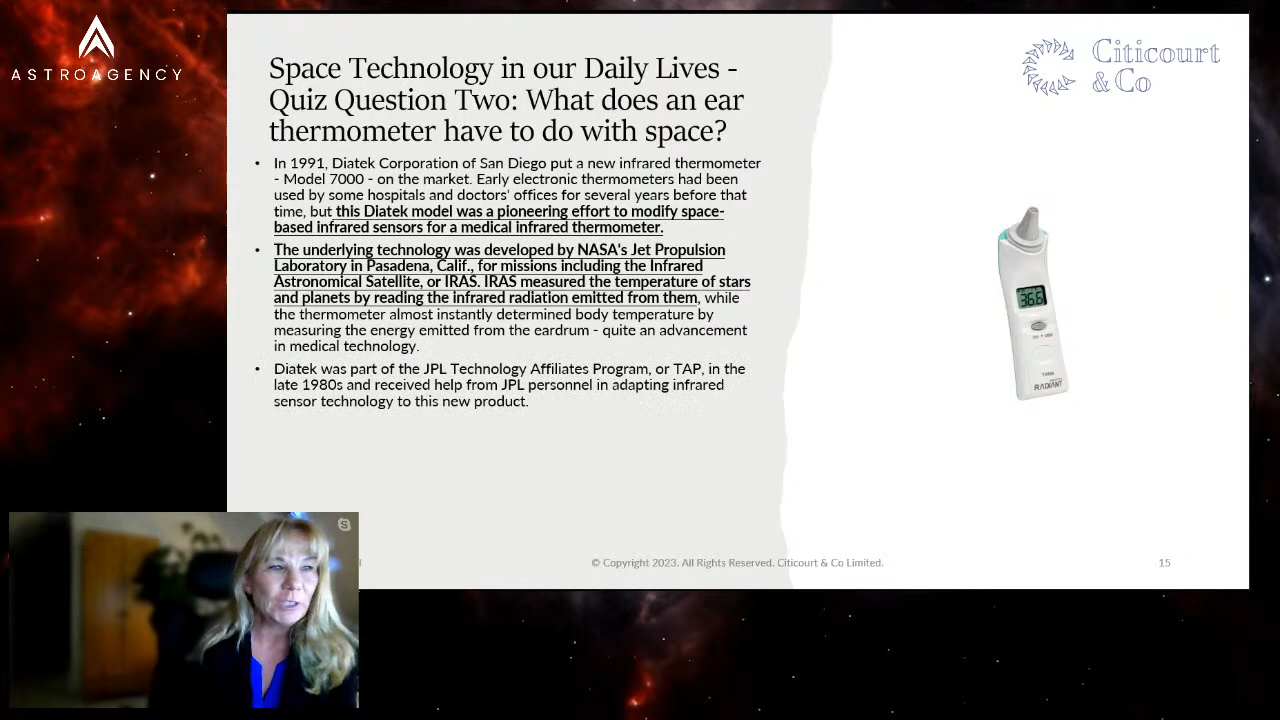 ASTROAGENCY
Citicourt
& Co
Space Technology in our Daily Lives -
Quiz Question Two: What does an ear
thermometer have to do with space?
• In 1991, Diatek Corporation of San Diego put a new infrared thermometer
- Model 7000 - on the market. Early electronic thermometers had been
used by some hospitals and doctors' offices for several years before that
time, but this Diatek model was a pioneering effort to modify space-
based infrared sensors for a medical infrared thermometer.
• The underlying technology was developed by NASA's Jet Propulsion
Laboratory in Pasadena, Calif., for missions including the Infrared
Astronomical Satellite, or IRAS. IRAS measured the temperature of stars
and planets by reading the infrared radiation emitted from them, while
the thermometer almost instantly determined body temperature by
measuring the energy emitted from the eardrum - quite an advancement
in medical technology.
• Diatek was part of the JPL Technology Affiliates Program, or TAP, in the
late 1980s and received help from JPL personnel in adapting infrared
sensor technology to this new product.
36.6
RADIANT
© Copyright 2023. All Rights Reserved. Citicourt & Co Limited.
15